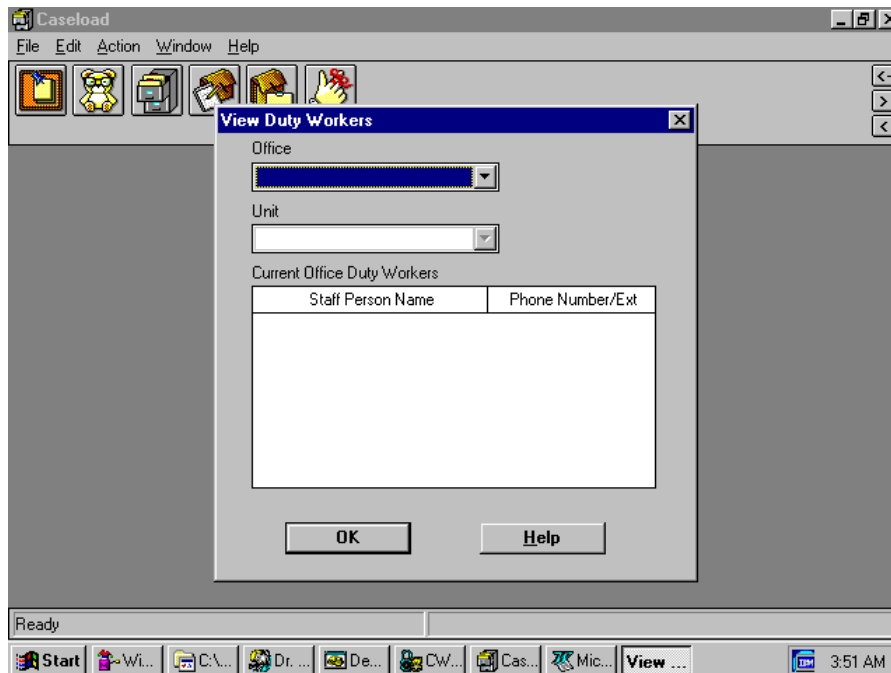 Caseload
File Edit Action Window Help
View Duty Workers
Office
Unit
Current Office Duty Workers
Staff Person Name Phone Number/Ext
OK Help
Ready
Start Wi... C:\... Dr. ... De... CW... Cas... Mic... View ... IBM 3:51 AM